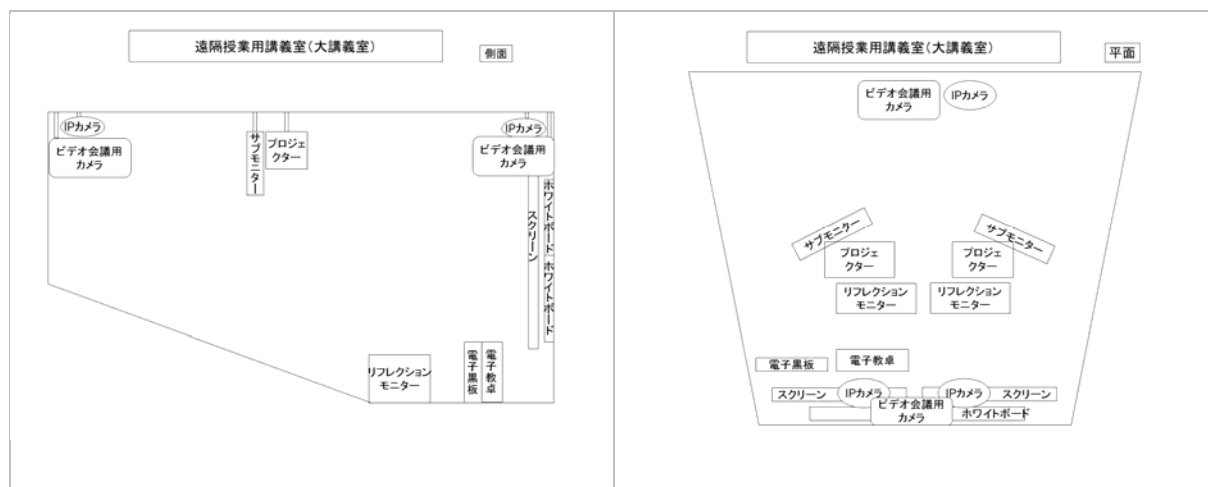 遠隔授業用講義室(大講義室)
側面
IPカメラ
ビデオ会議用
カメラ
サブモニター
プロジェ
クター
IPカメラ
ビデオ会議用
カメラ
スクリーン
ホワイトボード
ホワイトボード
リフレクション
モニター
電子黒板
電子教卓
遠隔授業用講義室(大講義室)
平面
ビデオ会議用
カメラ
IPカメラ
サブモニター
サブモニター
プロジェ
クター
プロジェ
クター
リフレクション
モニター
リフレクション
モニター
電子黒板
電子教卓
スクリーン
IPカメラ
IPカメラ
スクリーン
ビデオ会議用
カメラ
ホワイトボード